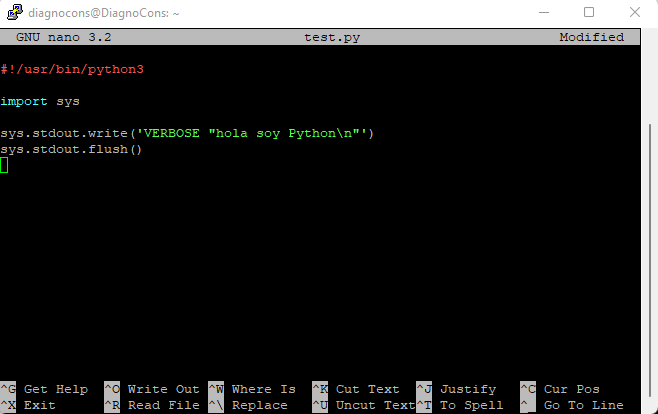 diagnocons@DiagnoCons: ~
GNU nano 3.2 test.py Modified
#!/usr/bin/python3
import sys
sys.stdout.write('VERBOSE "hola soy Python\n"')
sys.stdout.flush()
^G Get Help ^O Write Out ^W Where Is ^K Cut Text ^J Justify ^C Cur Pos
^X Exit ^R Read File ^\ Replace ^U Uncut Text ^T To Spell ^_ Go To Line